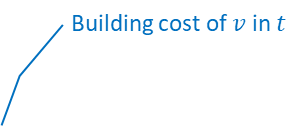 Building cost of 𝑣 in 𝑡